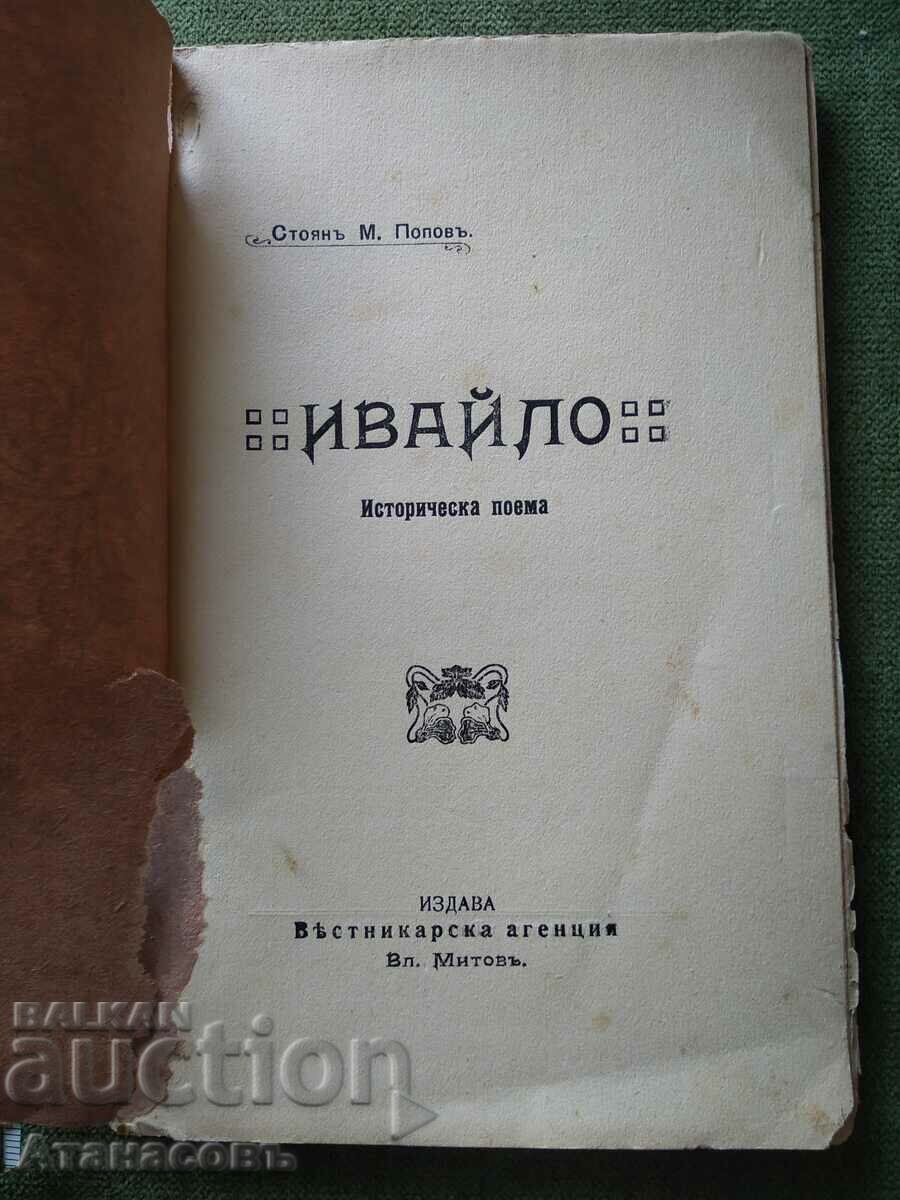 Стоянъ М. Поповъ.
ИВАЙЛО
Историческа поема
ИЗДАВА
Вѣстникарска агенция
Вл. Митовъ.
BALKAN
auction
Атанасовъ